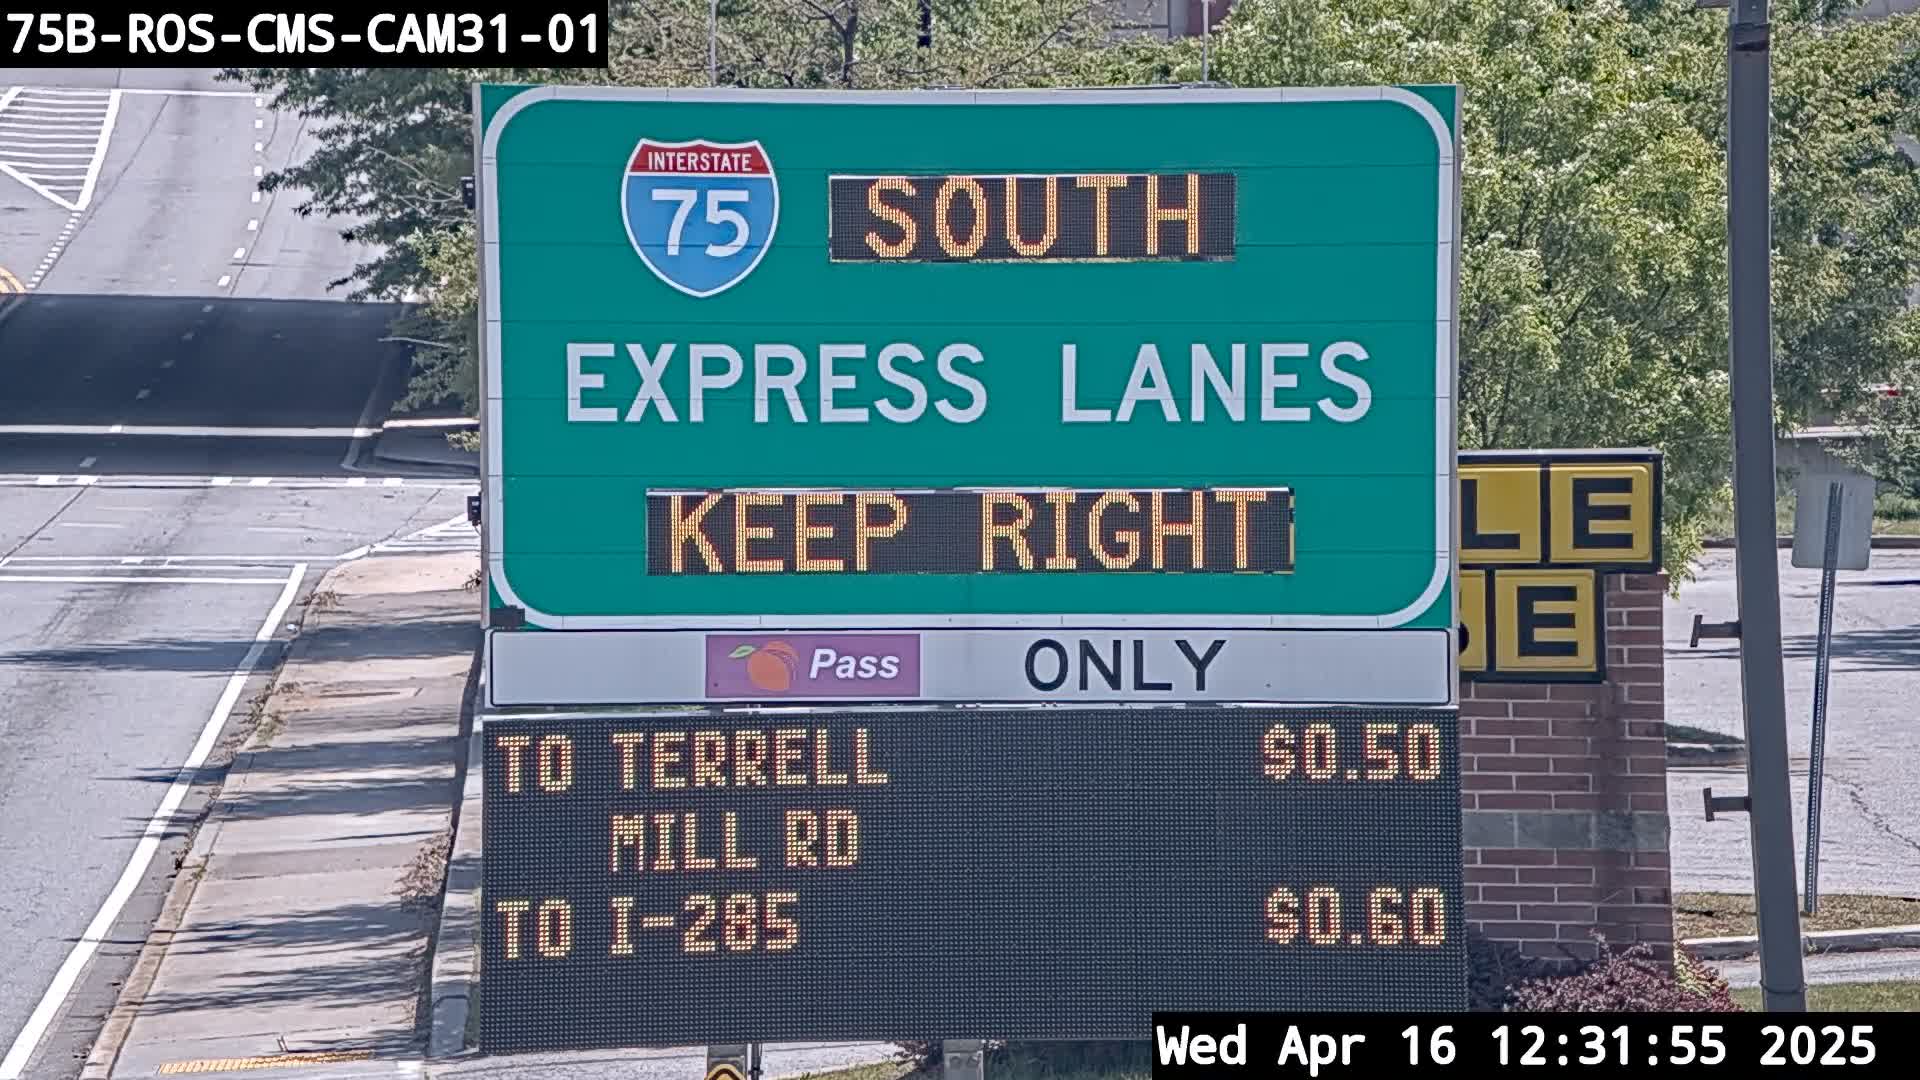 75B-ROS-CMS-CAM31-01
INTERSTATE
75
SOUTH
EXPRESS LANES
KEEP RIGHT
Pass ONLY
TO TERRELL $0.50
MILL RD
TO I-285 $0.60
LE
E
Wed Apr 16 12:31:55 2025